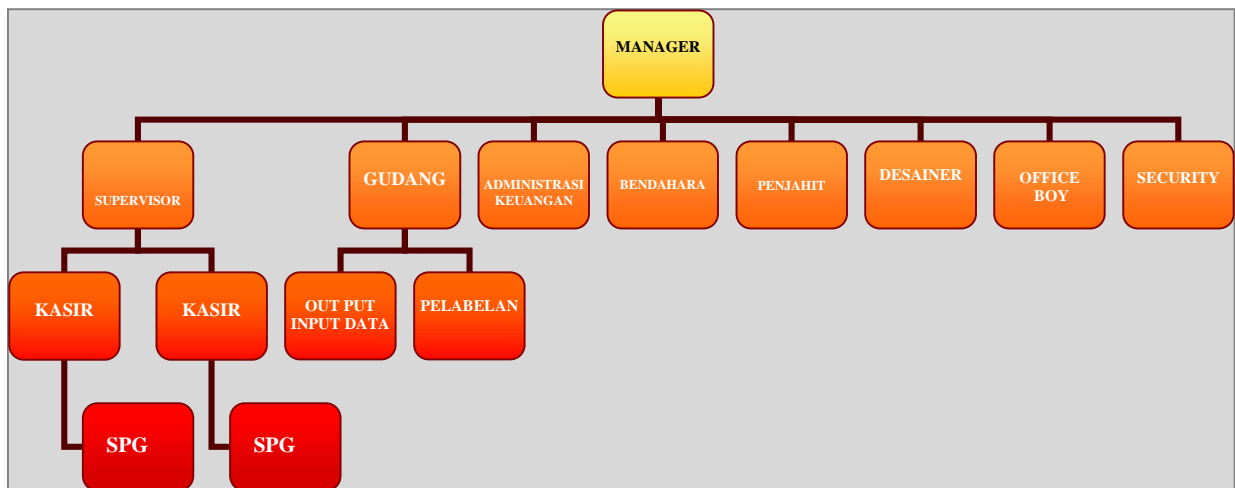 MANAGER
SUPERVISOR
GUDANG
ADMINISTRASI
KEUANGAN
BENDAHARA
PENJAHIT
DESAINER
OFFICE
BOY
SECURITY
KASIR
KASIR
OUT PUT
INPUT DATA
PELABELAN
SPG
SPG